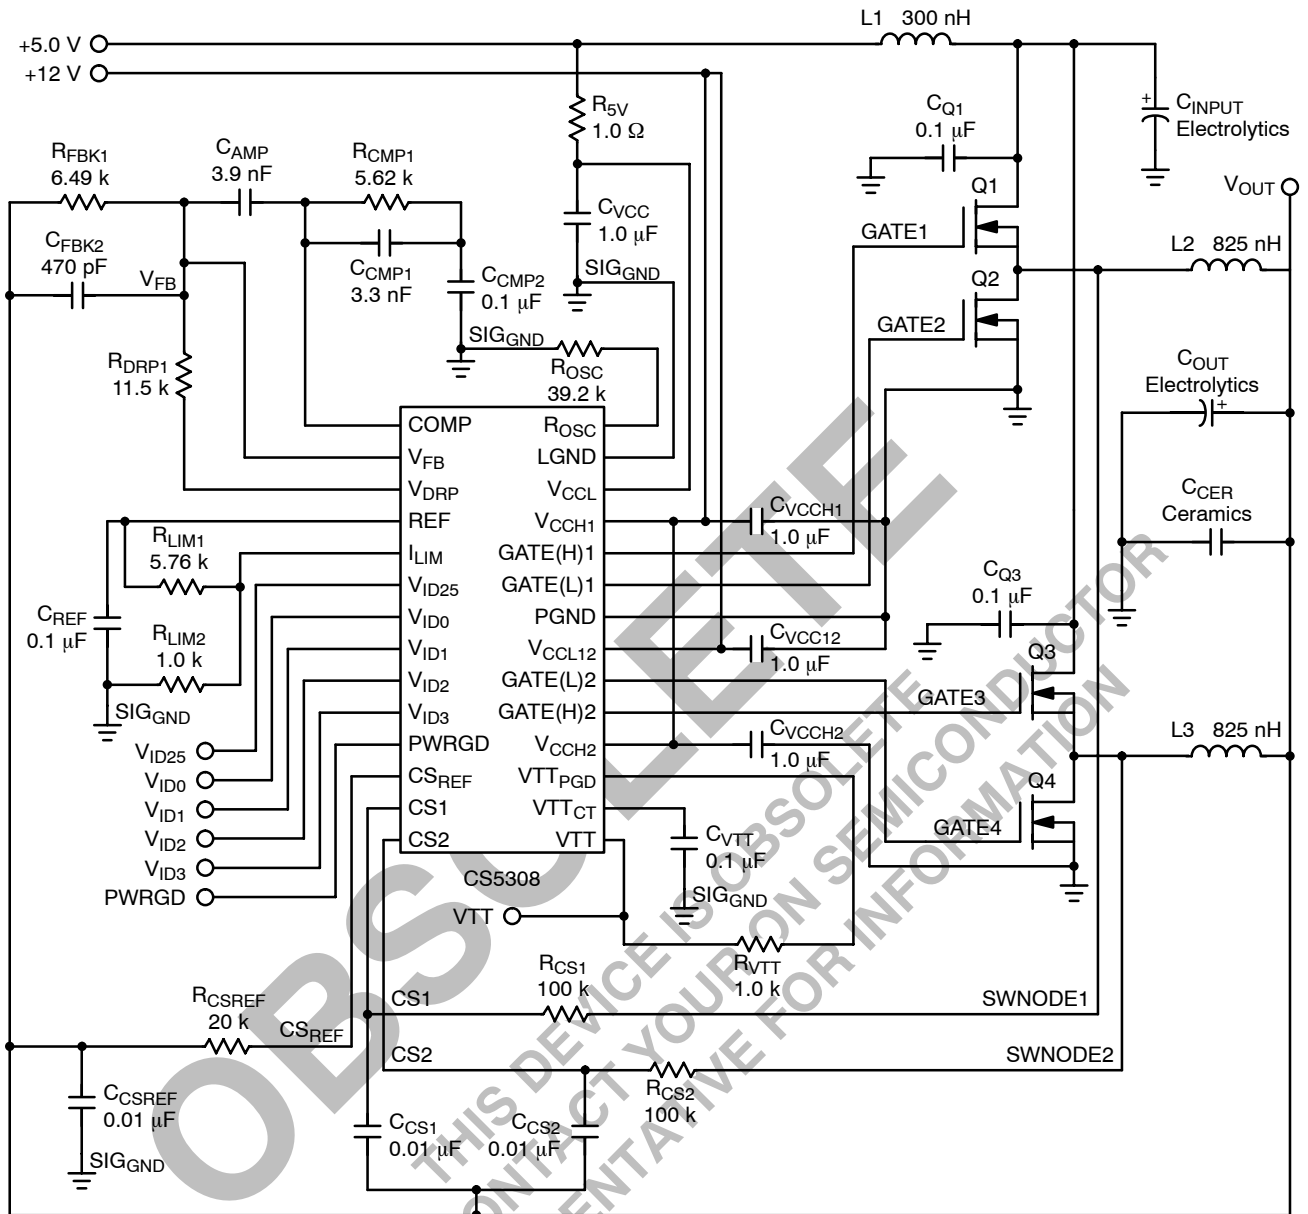 L1 300 nH
+5.0 V
+12 V
R5V
1.0 Ω
CQ1
0.1 μF
CINPUT
Electrolytics
RFBK1
6.49 k
CAMP
3.9 nF
RCMP1
5.62 k
VOUT
CFBK2
470 pF
VFB
CCMP1
3.3 nF
CCMP2
0.1 μF
CVCC
1.0 μF
SIGGND
Q1
GATE1
L2 825 nH
Q2
GATE2
SIGGND
ROSC
39.2 k
RDRP1
11.5 k
COUT
Electrolytics
CCER
Ceramics
COMP
VFB
VDRP
REF
ILIM
VID25
VID0
VID1
VID2
VID3
PWRGD
CSREF
CS1
CS2
ROSC
LGND
VCCL
VCCH1
GATE(H)1
GATE(L)1
PGND
VCCL12
GATE(L)2
GATE(H)2
VCCH2
VTTPGD
VTTCT
VTT
CS5308
RLIM1
5.76 k
CREF
0.1 μF
RLIM2
1.0 k
SIGGND
CVCCH1
1.0 μF
CVCC12
1.0 μF
CVCCH2
1.0 μF
CQ3
0.1 μF
Q3
GATE3
L3 825 nH
Q4
GATE4
VID25
VID0
VID1
VID2
VID3
PWRGD
CVTT
0.1 μF
SIGGND
VTT
RVTT
1.0 k
RCS1
100 k
CS1
SWNODE1
RCSREF
20 k
CSREF
CS2
SWNODE2
RCS2
100 k
CCSREF
0.01 μF
SIGGND
CCS1
0.01 μF
CCS2
0.01 μF
OBSOLETE
THIS DEVICE IS OBSOLETE
CONTACT YOUR ON SEMICONDUCTOR
ENTATIVE FOR INFORMATION